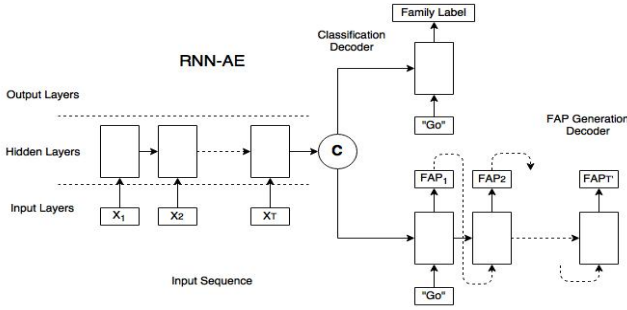 Family Label
Classification
Decoder
RNN-AE
Output Layers
"Go"
FAP Generation
Decoder
Hidden Layers
C
FAP1
FAP2
FAPT'
Input Layers
X1
X2
XT
Input Sequence
"Go"